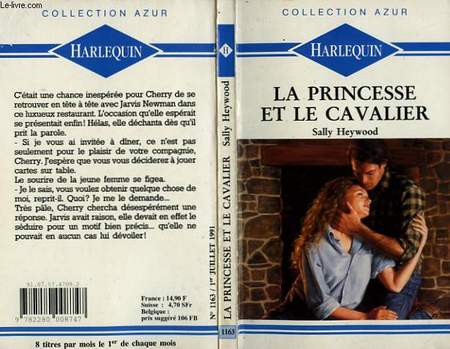 Le-Livre.com
COLLECTION AZUR
HARLEQUIN
C'était une chance inespérée pour Cherry de se
retrouver en tête à tête avec Jarvis Newman dans
ce luxueux restaurant. L'occasion qu'elle espérait
se présentait enfin! Hélas, elle déchanta dès qu'il
prit la parole.
- Si je vous ai invitée à dîner, ce n'est pas
seulement pour le plaisir de votre compagnie,
Cherry. J'espère que vous vous déciderez à jouer
cartes sur table.
Le sourire de la jeune femme se figea.
- Je le sais, vous voulez obtenir quelque chose de
moi, reprit-il. Quoi? Je me le demande...
Très pâle, Cherry chercha désespérément une
réponse. Jarvis avait raison, elle devait en effet le
séduire pour un motif bien précis... qu'elle ne
pouvait en aucun cas lui dévoiler!
9 782280 008747
France : 14,90 F
Suisse : 4,70 SFr
Belgique :
prix suggéré 106 FB
8 titres par mois le 1er de chaque mois
H
LA PRINCESSE ET LE CAVALIER Sally Heywood
N° 1163 / 1er JUILLET 1991
1163
COLLECTION AZUR
HARLEQUIN
LA PRINCESSE
ET LE CAVALIER
Sally Heywood